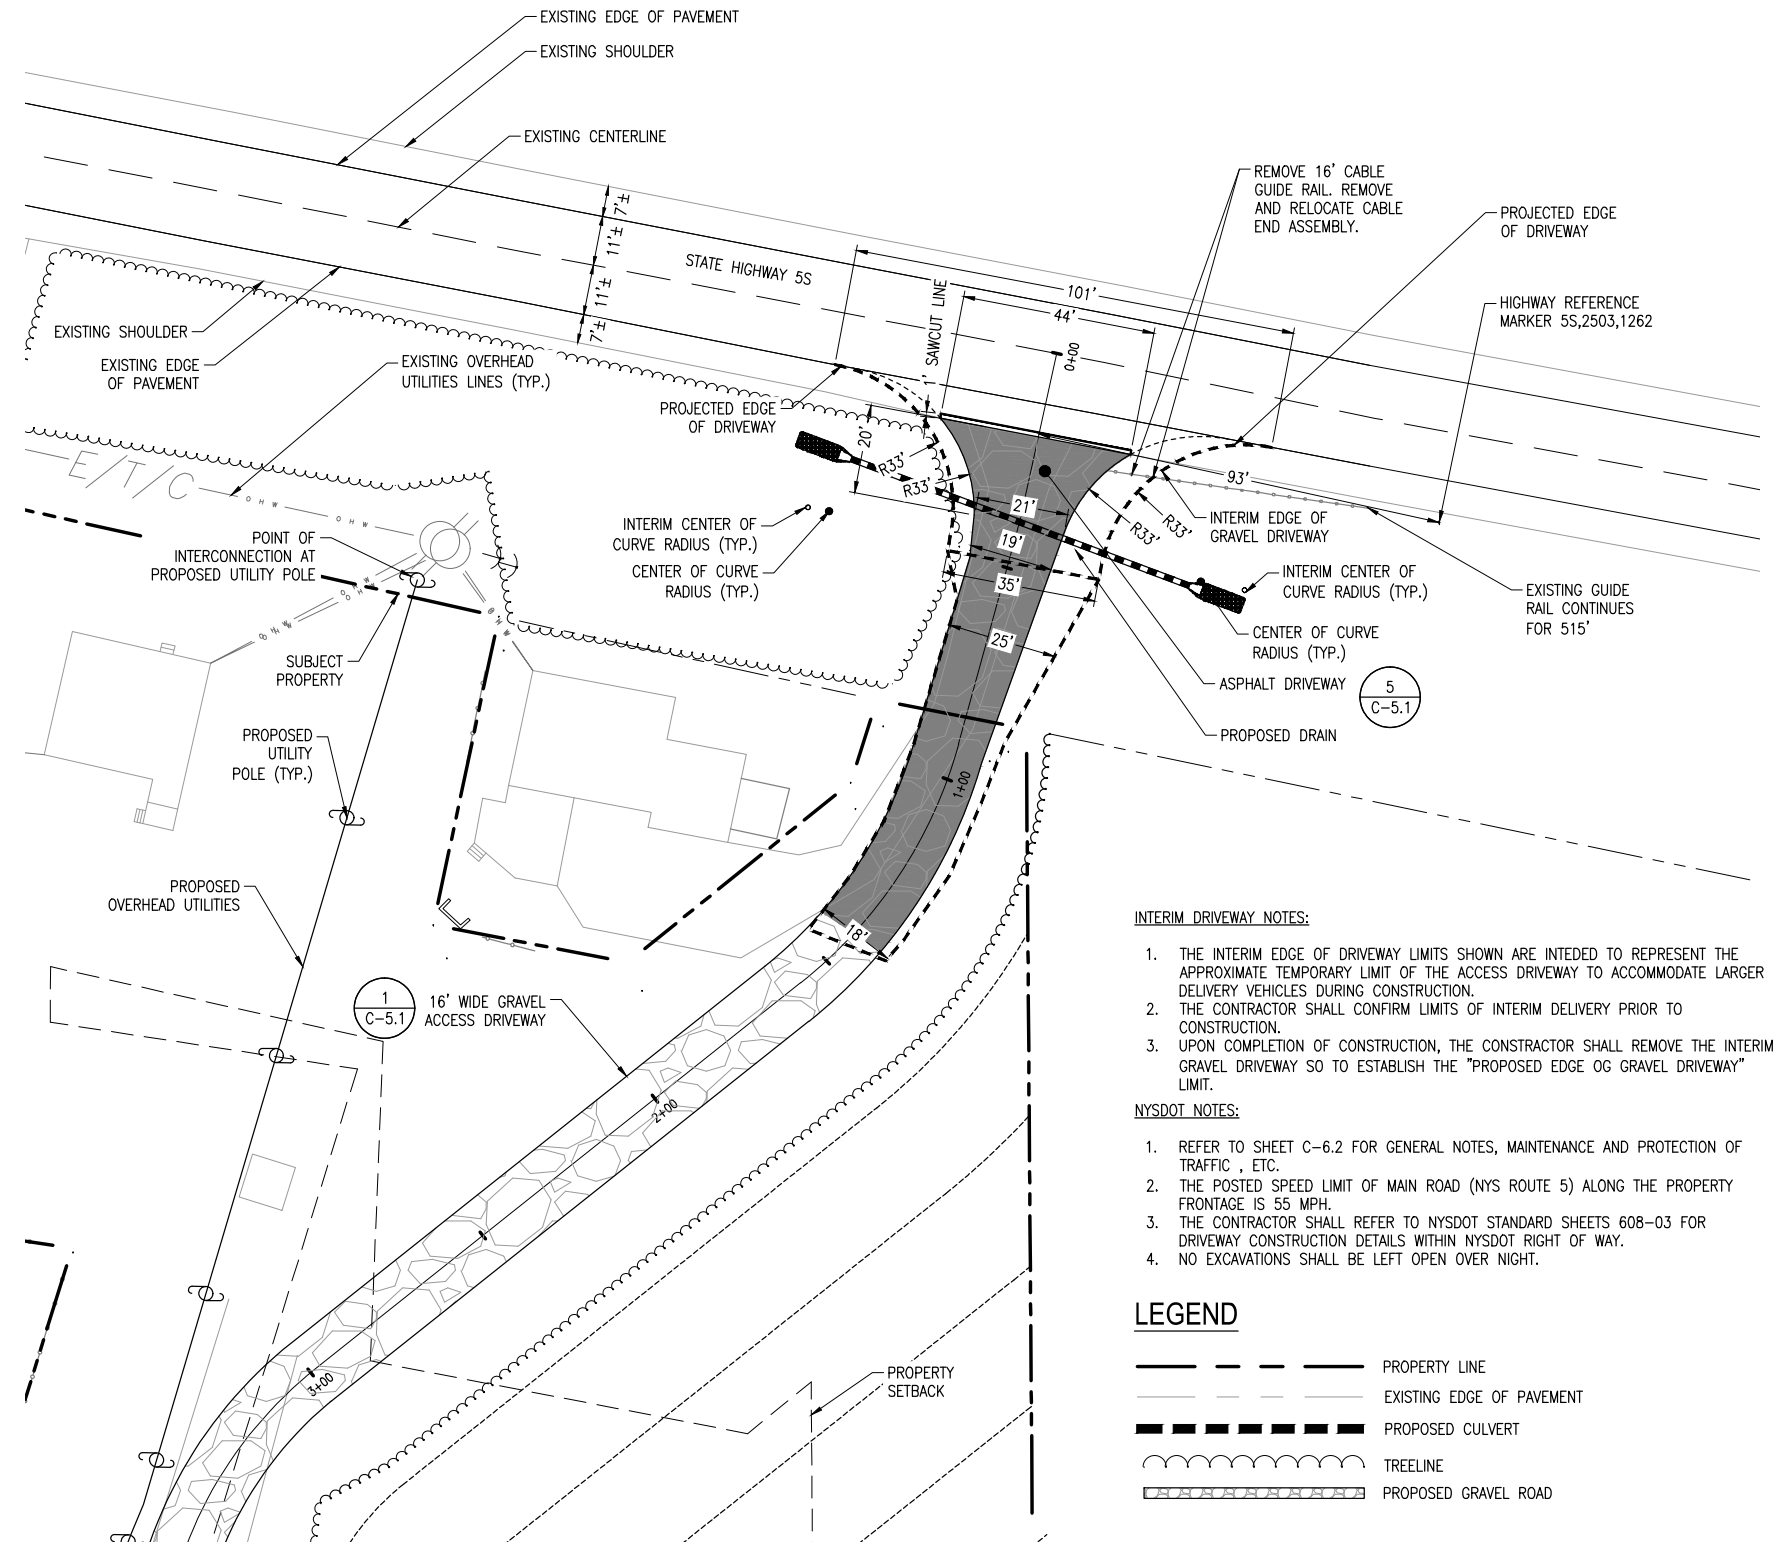 EXISTING EDGE OF PAVEMENT
EXISTING SHOULDER
EXISTING CENTERLINE
REMOVE 16' CABLE
GUIDE RAIL. REMOVE
AND RELOCATE CABLE
END ASSEMBLY.
PROJECTED EDGE
OF DRIVEWAY
7'±
11'±
11'±
7'±
STATE HIGHWAY 5S
101'
44'
1' SAWCUT LINE
0+00
HIGHWAY REFERENCE
MARKER 5S,2503,1262
EXISTING SHOULDER
EXISTING EDGE
OF PAVEMENT
EXISTING OVERHEAD
UTILITIES LINES (TYP.)
PROJECTED EDGE
OF DRIVEWAY
20'
R33'
R33'
93'
E/T/C
OHW
OHW
21'
R33'
R33'
INTERIM CENTER OF
CURVE RADIUS (TYP.)
INTERIM EDGE OF
GRAVEL DRIVEWAY
POINT OF
INTERCONNECTION AT
PROPOSED UTILITY POLE
19'
CENTER OF CURVE
RADIUS (TYP.)
35'
INTERIM CENTER OF
CURVE RADIUS (TYP.)
EXISTING GUIDE
RAIL CONTINUES
FOR 515'
OHW
OHW
OHW
OHW
OHW
25'
CENTER OF CURVE
RADIUS (TYP.)
SUBJECT
PROPERTY
ASPHALT DRIVEWAY
5
C-5.1
PROPOSED
UTILITY
POLE (TYP.)
PROPOSED DRAIN
1+00
PROPOSED
OVERHEAD UTILITIES
18'
1
C-5.1
16' WIDE GRAVEL
ACCESS DRIVEWAY
2+00
3+00
PROPERTY
SETBACK
INTERIM DRIVEWAY NOTES:
1. THE INTERIM EDGE OF DRIVEWAY LIMITS SHOWN ARE INTEDED TO REPRESENT THE
APPROXIMATE TEMPORARY LIMIT OF THE ACCESS DRIVEWAY TO ACCOMMODATE LARGER
DELIVERY VEHICLES DURING CONSTRUCTION.
2. THE CONTRACTOR SHALL CONFIRM LIMITS OF INTERIM DELIVERY PRIOR TO
CONSTRUCTION.
3. UPON COMPLETION OF CONSTRUCTION, THE CONSTRACTOR SHALL REMOVE THE INTERIM
GRAVEL DRIVEWAY SO TO ESTABLISH THE "PROPOSED EDGE OG GRAVEL DRIVEWAY"
LIMIT.
NYSDOT NOTES:
1. REFER TO SHEET C-6.2 FOR GENERAL NOTES, MAINTENANCE AND PROTECTION OF
TRAFFIC , ETC.
2. THE POSTED SPEED LIMIT OF MAIN ROAD (NYS ROUTE 5) ALONG THE PROPERTY
FRONTAGE IS 55 MPH.
3. THE CONTRACTOR SHALL REFER TO NYSDOT STANDARD SHEETS 608-03 FOR
DRIVEWAY CONSTRUCTION DETAILS WITHIN NYSDOT RIGHT OF WAY.
4. NO EXCAVATIONS SHALL BE LEFT OPEN OVER NIGHT.
LEGEND
PROPERTY LINE
EXISTING EDGE OF PAVEMENT
PROPOSED CULVERT
TREELINE
PROPOSED GRAVEL ROAD